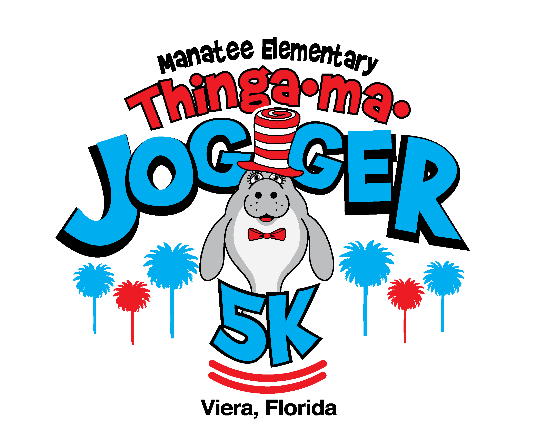 Manatee Elementary
Thinga•ma•
JOGGER
5K
Viera, Florida